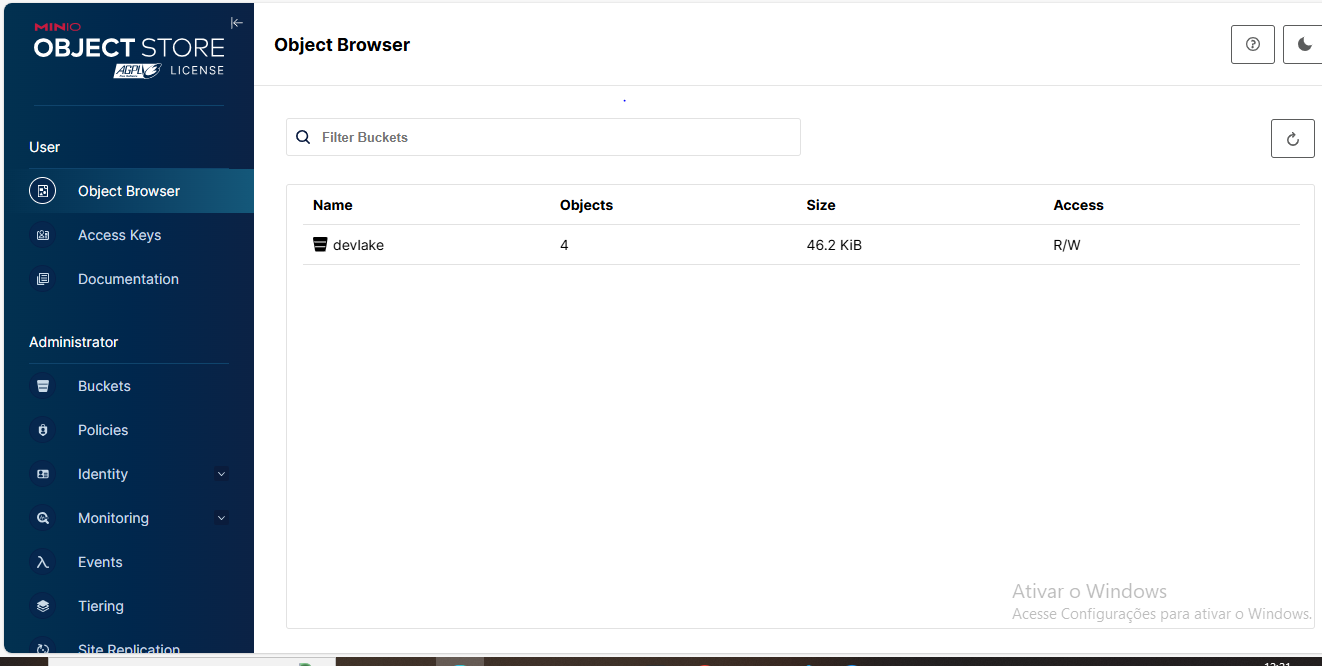 MINIO
OBJECT STORE
AGPLv3 LICENSE
Object Browser
Filter Buckets
User
Object Browser
Access Keys
Documentation
Administrator
Buckets
Policies
Identity
Monitoring
Events
Tiering
Site Replication
Name Objects Size Access
devlake 4 46.2 KiB R/W
Ativar o Windows
Acesse Configurações para ativar o Windows.